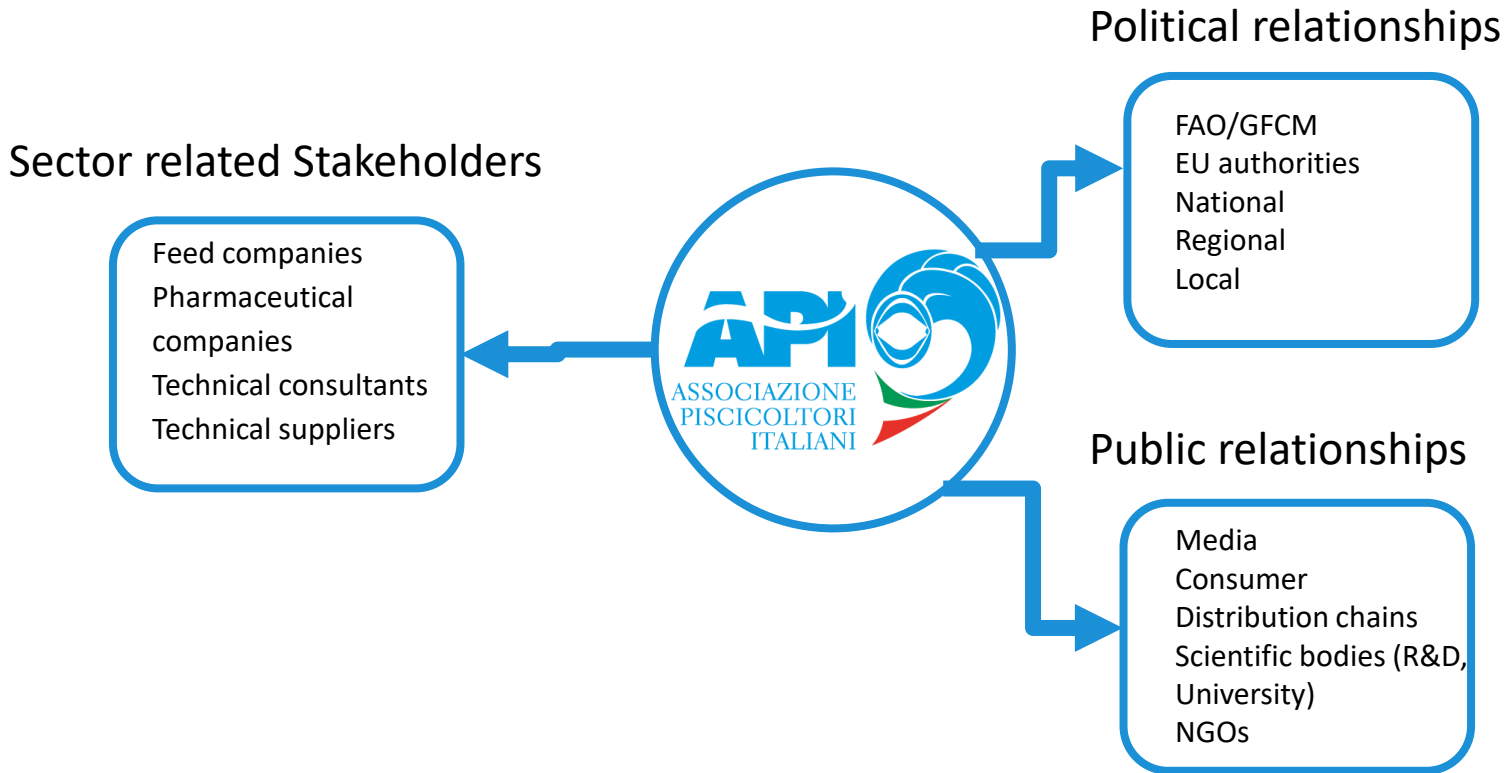 Political relationships
FAO/GFCM
EU authorities
National
Regional
Local
Sector related Stakeholders
Feed companies
Pharmaceutical
companies
Technical consultants
Technical suppliers
API
ASSOCIAZIONE
PISCICOLTORI
ITALIANI
Public relationships
Media
Consumer
Distribution chains
Scientific bodies (R&D,
University)
NGOs